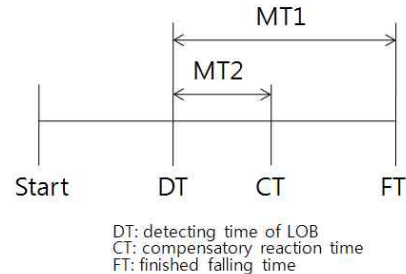 MT1
MT2
Start DT CT FT
DT: detecting time of LOB
CT: compensatory reaction time
FT: finished falling time